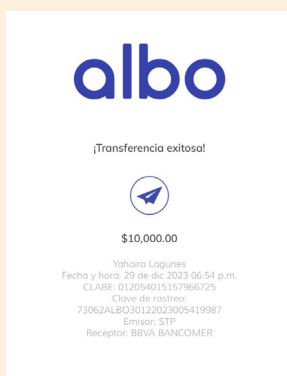 albo
¡Transferencia exitosa!
$10,000.00
Yahaira Lagunes
Fecha y hora: 29 de dic 2023 06:54 p.m.
CLABE: 012054015157966725
Clave de rastreo:
73062ALBO30122023005419987
Emisor: STP
Receptor: BBVA BANCOMER